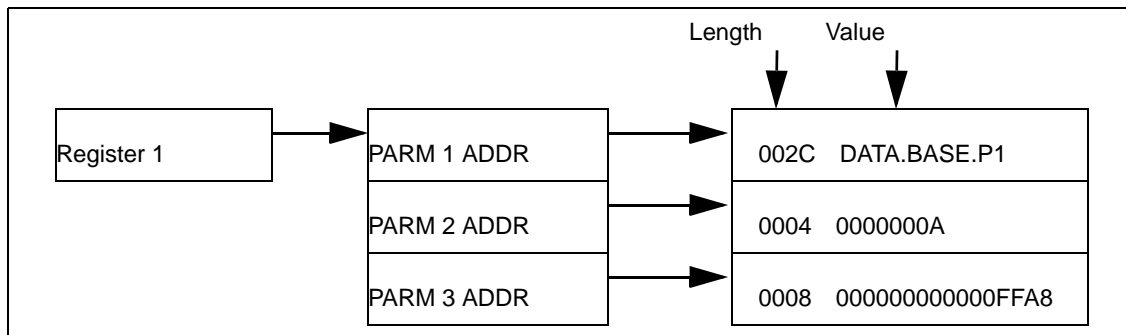 Length Value
Register 1
PARM 1 ADDR
002C DATA.BASE.P1
PARM 2 ADDR
0004 0000000A
PARM 3 ADDR
0008 000000000000FFA8